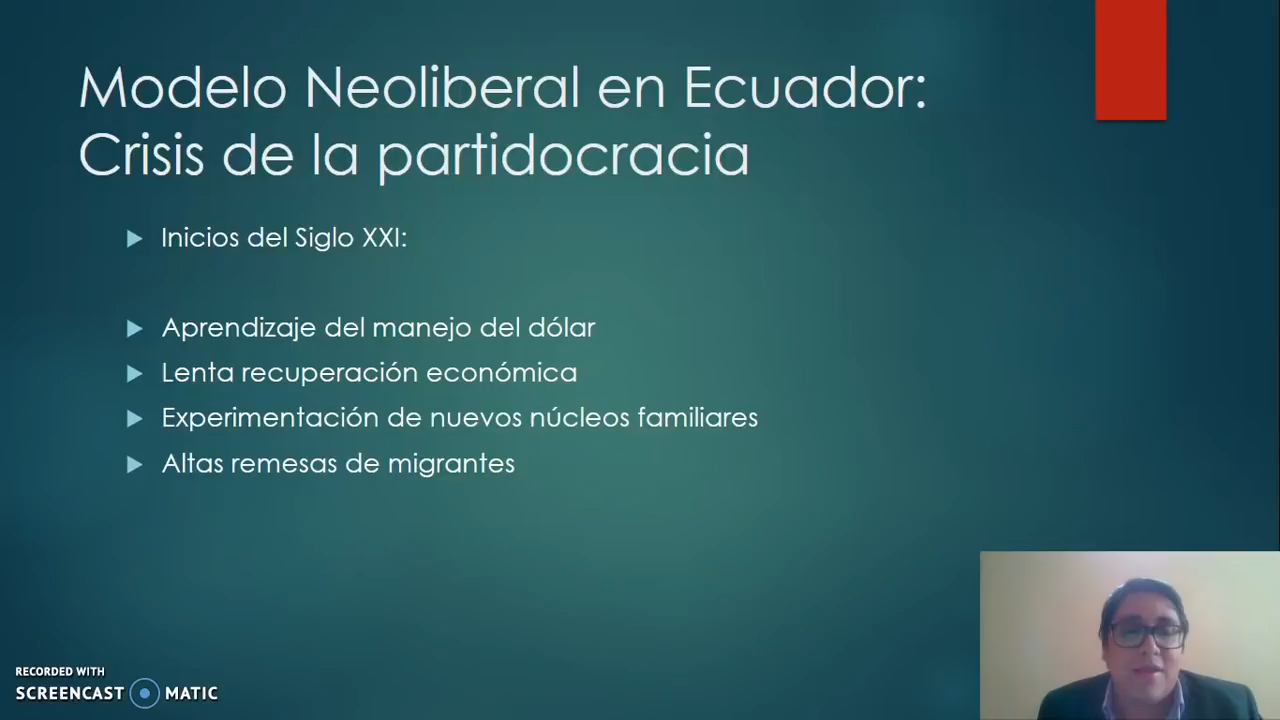 Modelo Neoliberal en Ecuador:
Crisis de la partidocracia
Inicios del Siglo XXI:
Aprendizaje del manejo del dólar
Lenta recuperación económica
Experimentación de nuevos núcleos familiares
Altas remesas de migrantes
RECORDED WITH
SCREENCAST MATIC